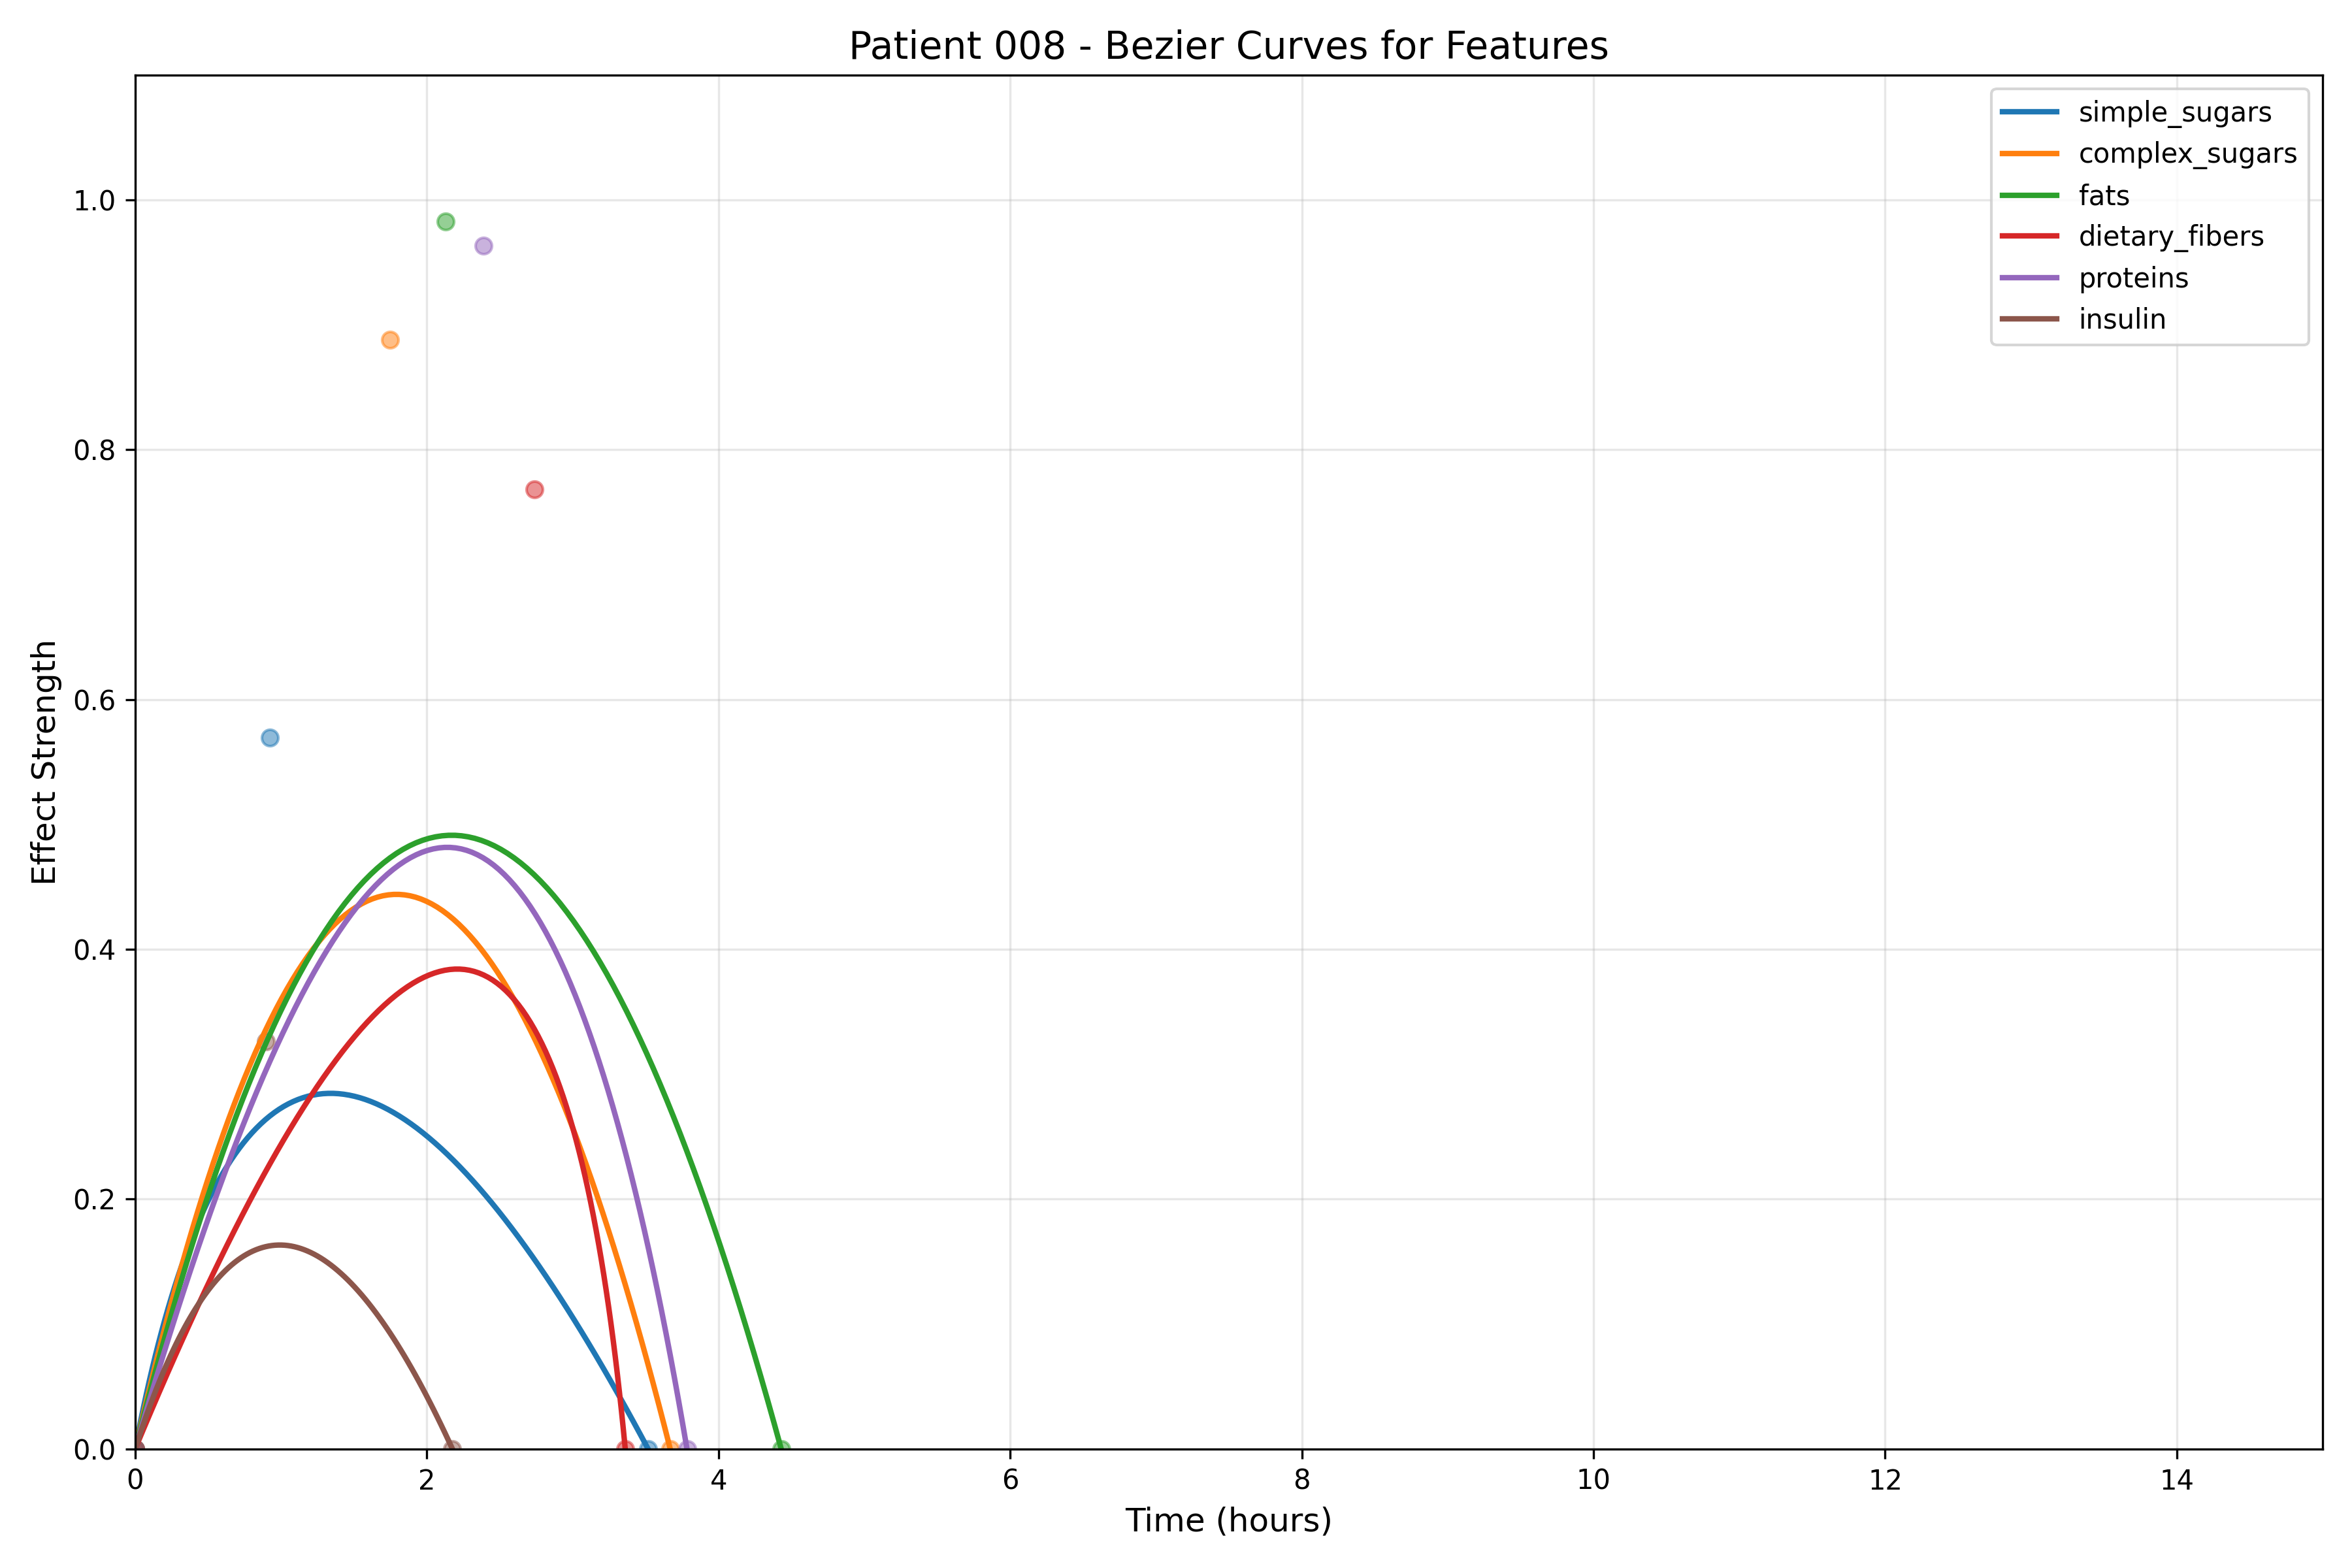 Patient 008 - Bezier Curves for Features
simple_sugars
complex_sugars
fats
dietary_fibers
proteins
insulin
Effect Strength
1.0
0.8
0.6
0.4
0.2
0.0
0 2 4 6 8 10 12 14
Time (hours)